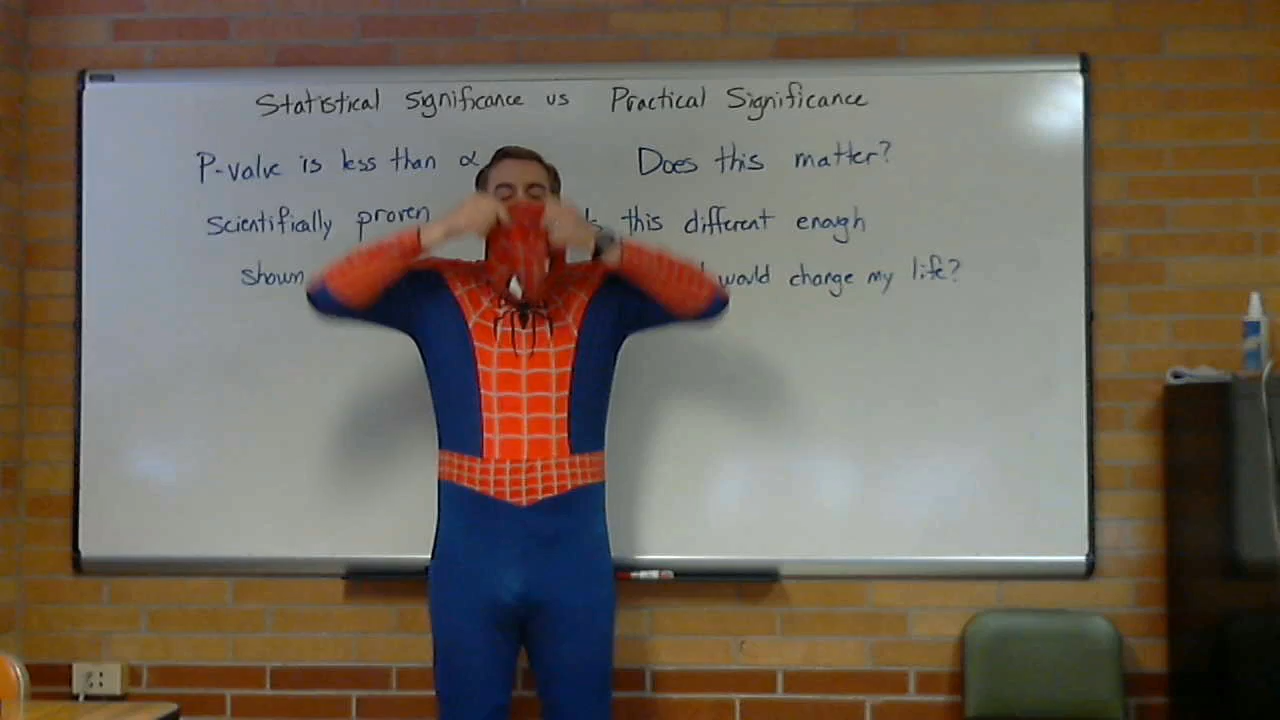 Statistical Significance vs Practical Significance
P-value is less than α Does this matter?
Scientifically proven Is this different enough
shown would change my life?